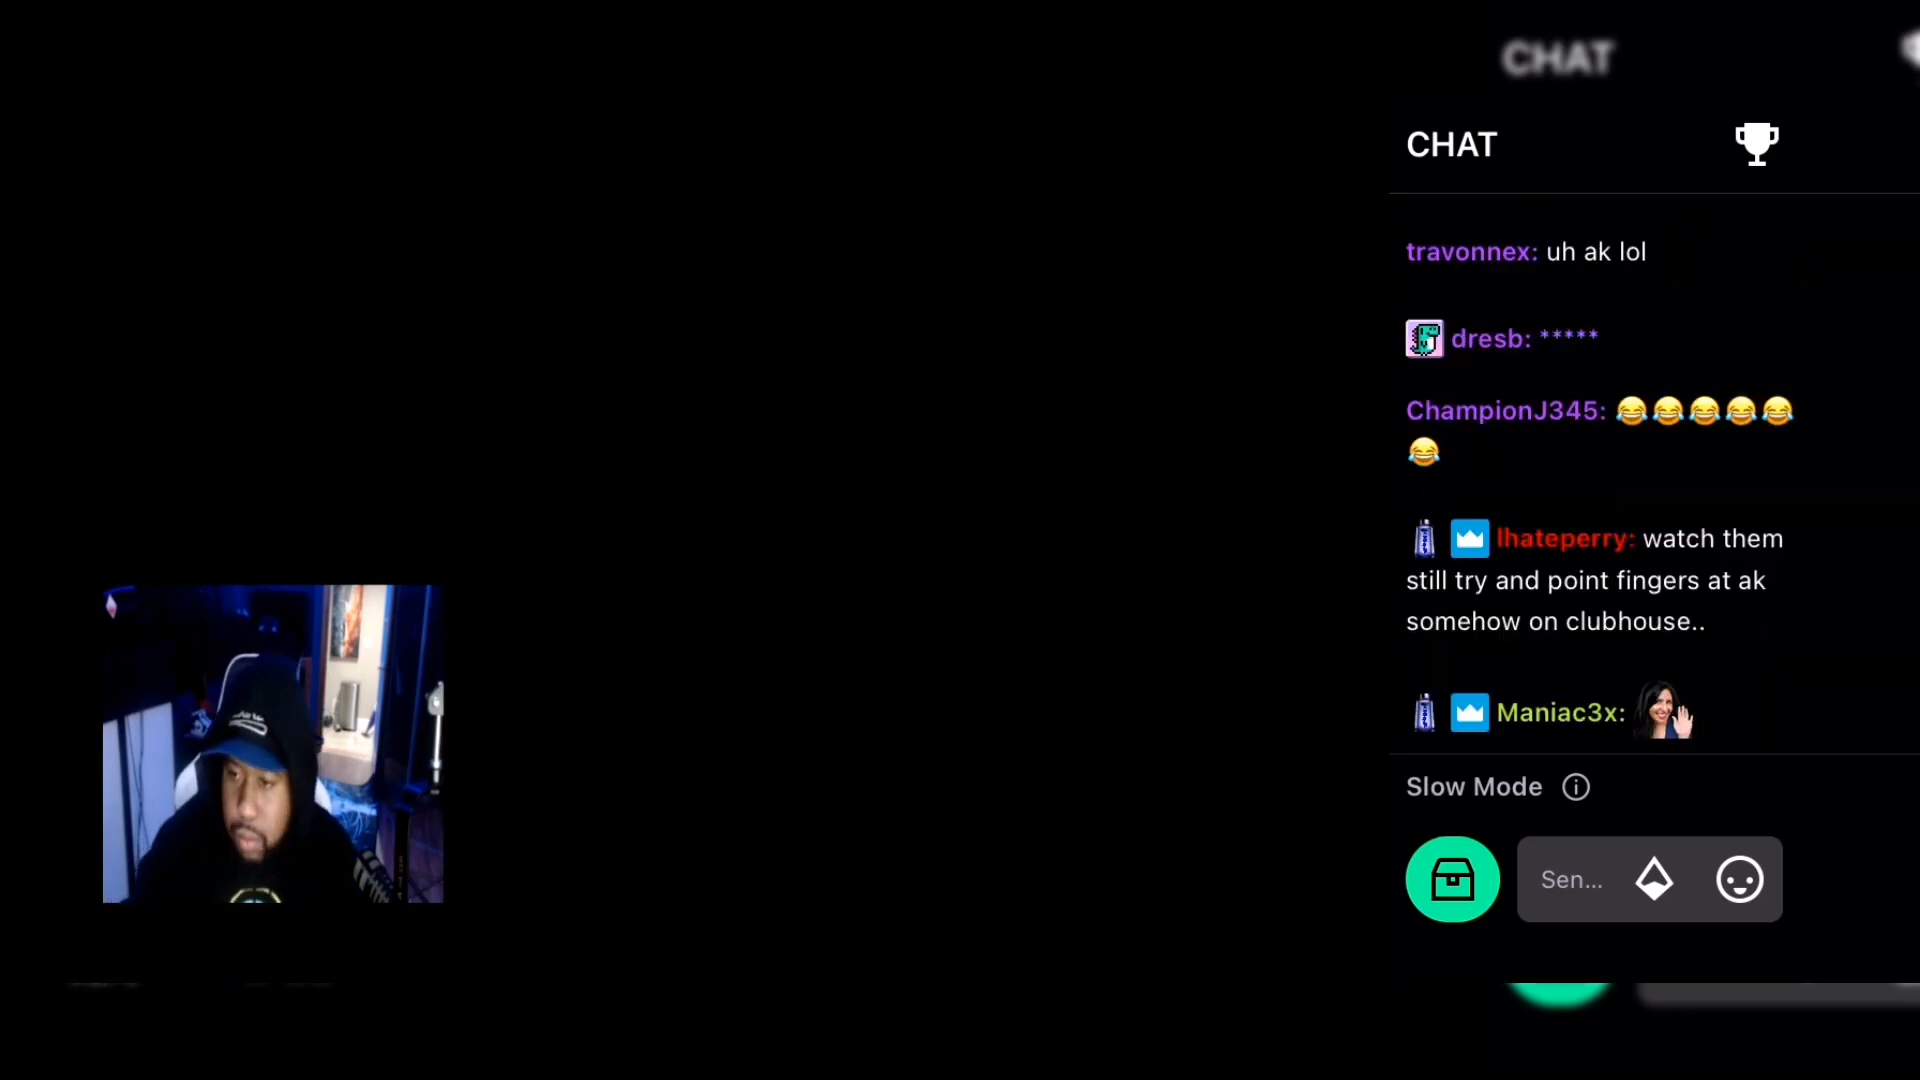 CHAT
CHAT
travonnex: uh ak lol
dresb: *****
ChampionJ345: 😂😂😂😂😂
😂
Ihateperry: watch them
still try and point fingers at ak
somehow on clubhouse..
Maniac3x:
Slow Mode
Sen...